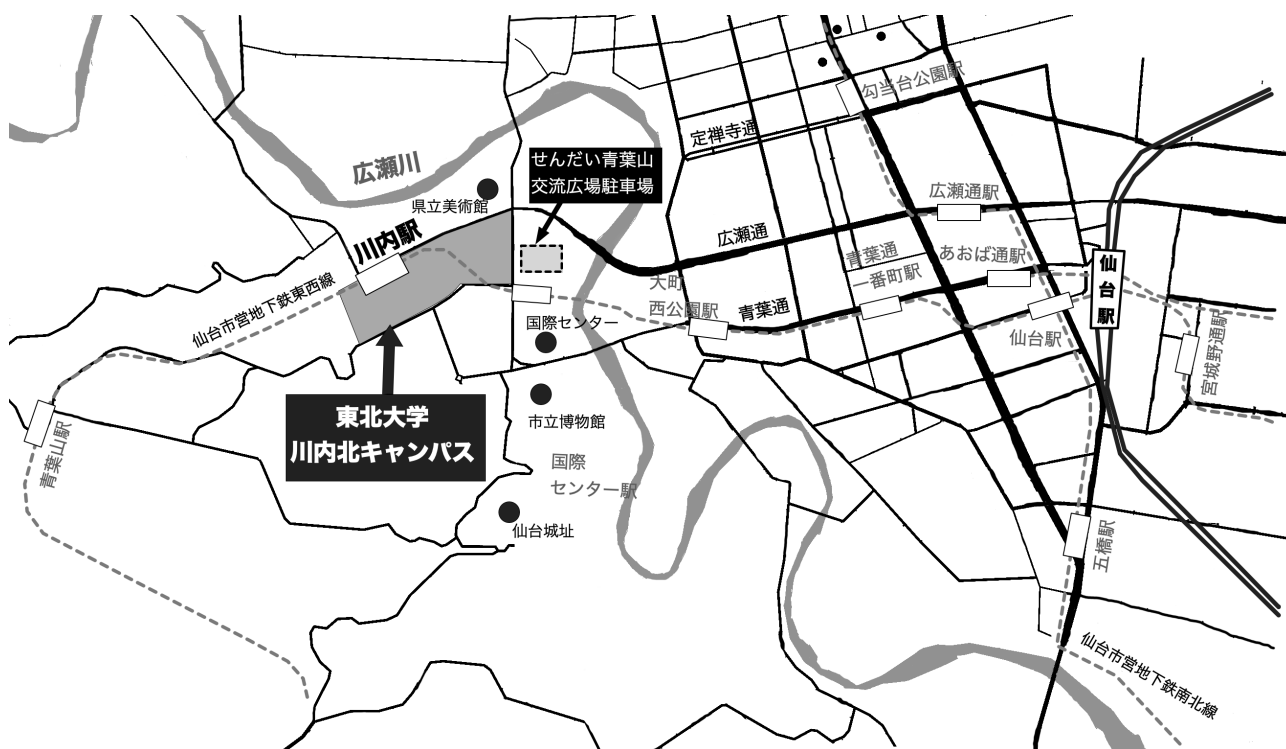 勾当台公園駅
定禅寺通
せんだい青葉山
交流広場駐車場
広瀬川
県立美術館
広瀬通駅
川内駅
広瀬通
青葉通
一番町駅
あおば通駅
仙台駅
大町
西公園駅
青葉通
仙台市営地下鉄東西線
国際センター
仙台駅
宮城野通駅
東北大学
川内北キャンパス
市立博物館
青葉山駅
国際
センター駅
仙台城址
五橋駅
仙台市営地下鉄南北線